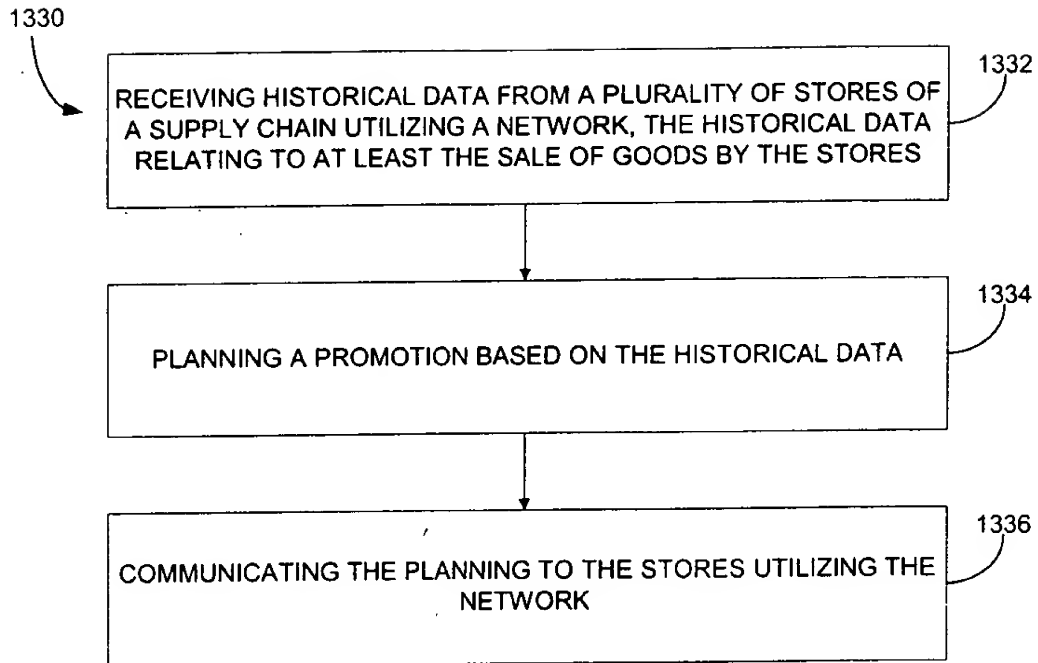 1330
1332
RECEIVING HISTORICAL DATA FROM A PLURALITY OF STORES OF
A SUPPLY CHAIN UTILIZING A NETWORK, THE HISTORICAL DATA
RELATING TO AT LEAST THE SALE OF GOODS BY THE STORES
1334
PLANNING A PROMOTION BASED ON THE HISTORICAL DATA
1336
COMMUNICATING THE PLANNING TO THE STORES UTILIZING THE
NETWORK